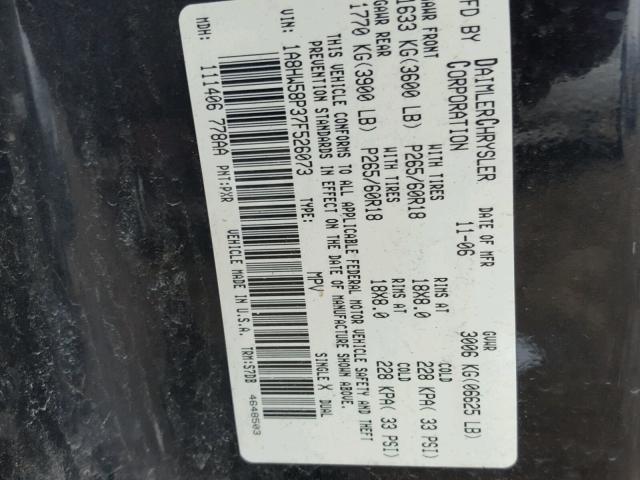 MFD BY DAIMLERCHRYSLER CORPORATION
DATE OF MFR 11-06
GVWR 3006 KG(06625 LB)
GAWR FRONT 1633 KG(3600 LB)
WITH TIRES P265/60R18
RIMS AT 18X8.0
COLD 228 KPA( 33 PSI)
GAWR REAR 1770 KG(3900 LB)
WITH TIRES P265/60R18
RIMS AT 18X8.0
COLD 228 KPA( 33 PSI)
THIS VEHICLE CONFORMS TO ALL APPLICABLE FEDERAL MOTOR VEHICLE SAFETY AND THEFT
PREVENTION STANDARDS IN EFFECT ON THE DATE OF MANUFACTURE SHOWN ABOVE.
VIN: 1A8HW58P37F526073
TYPE: MPV
SINGLE X DUAL
MDH: 111406 778AA
PNT:PXR
VEHICLE MADE IN U.S.A.
TRM:S7DB
4648503